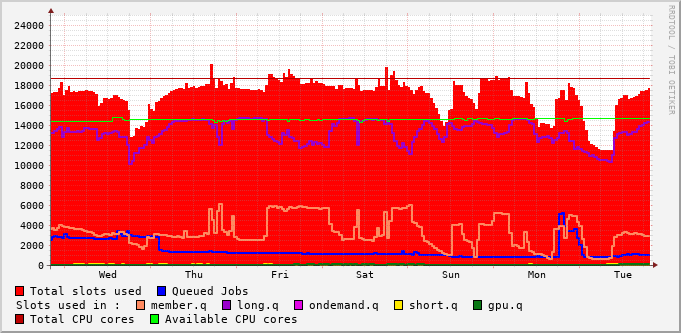 RRDTOOL / TOBI OETIKER
24000
22000
20000
18000
16000
14000
12000
10000
8000
6000
4000
2000
0
Wed Thu Fri Sat Sun Mon Tue
Total slots used Queued Jobs
Slots used in : member.q long.q ondemand.q short.q gpu.q
Total CPU cores Available CPU cores